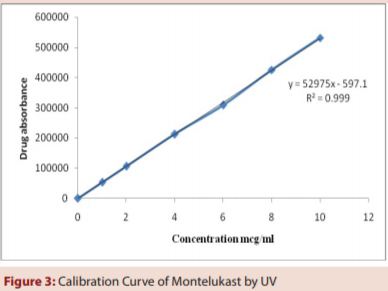 600000
500000
400000
300000
200000
100000
0
Drug absorbance
y = 52975x - 597.1
R² = 0.999
0 2 4 6 8 10 12
Concentration mcg/ml
Figure 3: Calibration Curve of Montelukast by UV